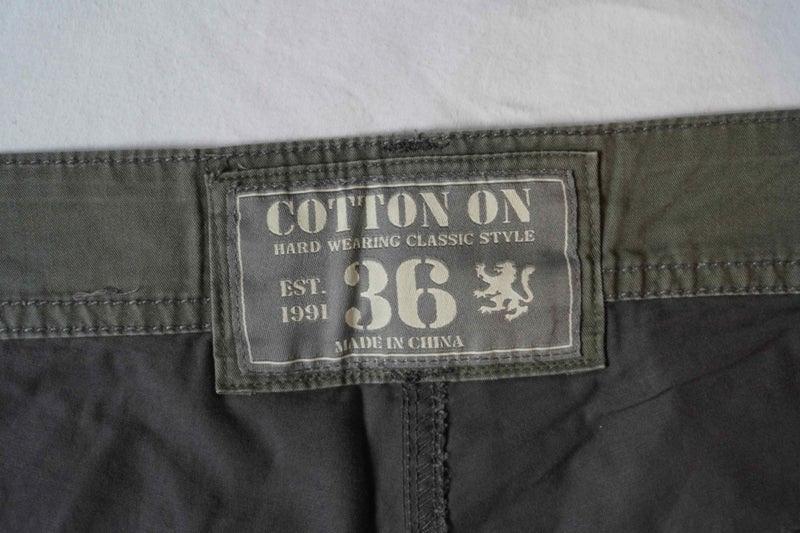 COTTON ON
HARD WEARING CLASSIC STYLE
EST. 36
1991
MADE IN CHINA